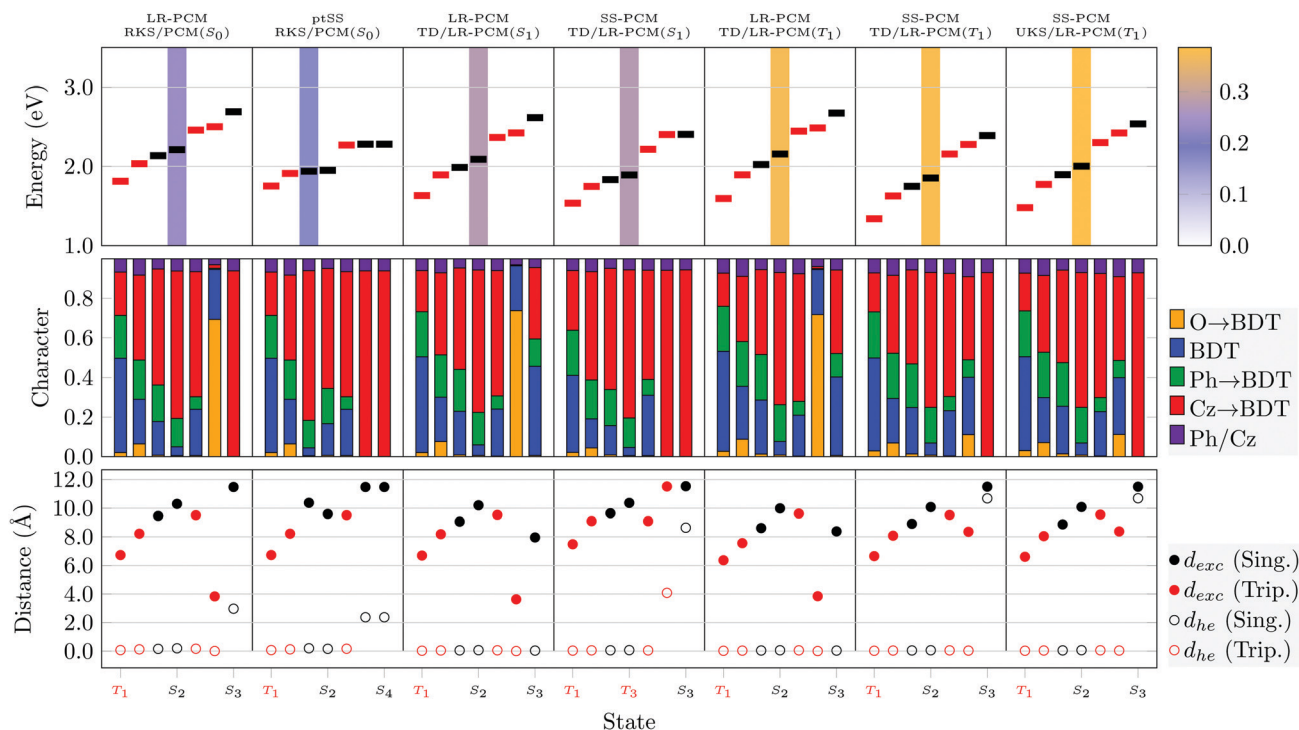 LR-PCM
RKS/PCM(S₀)
ptSS
RKS/PCM(S₀)
LR-PCM
TD/LR-PCM(S₁)
SS-PCM
TD/LR-PCM(S₁)
LR-PCM
TD/LR-PCM(T₁)
SS-PCM
TD/LR-PCM(T₁)
SS-PCM
UKS/LR-PCM(T₁)
Energy (eV)
3.0
2.0
1.0
0.3
0.2
0.1
0.0
Character
0.8
0.6
0.4
0.2
0.0
O→BDT
BDT
Ph→BDT
Cz→BDT
Ph/Cz
Distance (Å)
12.0
10.0
8.0
6.0
4.0
2.0
0.0
d_exc (Sing.)
d_exc (Trip.)
d_he (Sing.)
d_he (Trip.)
T₁ S₂ S₃ T₁ S₂ S₄ T₁ S₂ S₃ T₁ T₃ S₃ T₁ S₂ S₃ T₁ S₂ S₃ T₁ S₂ S₃
State